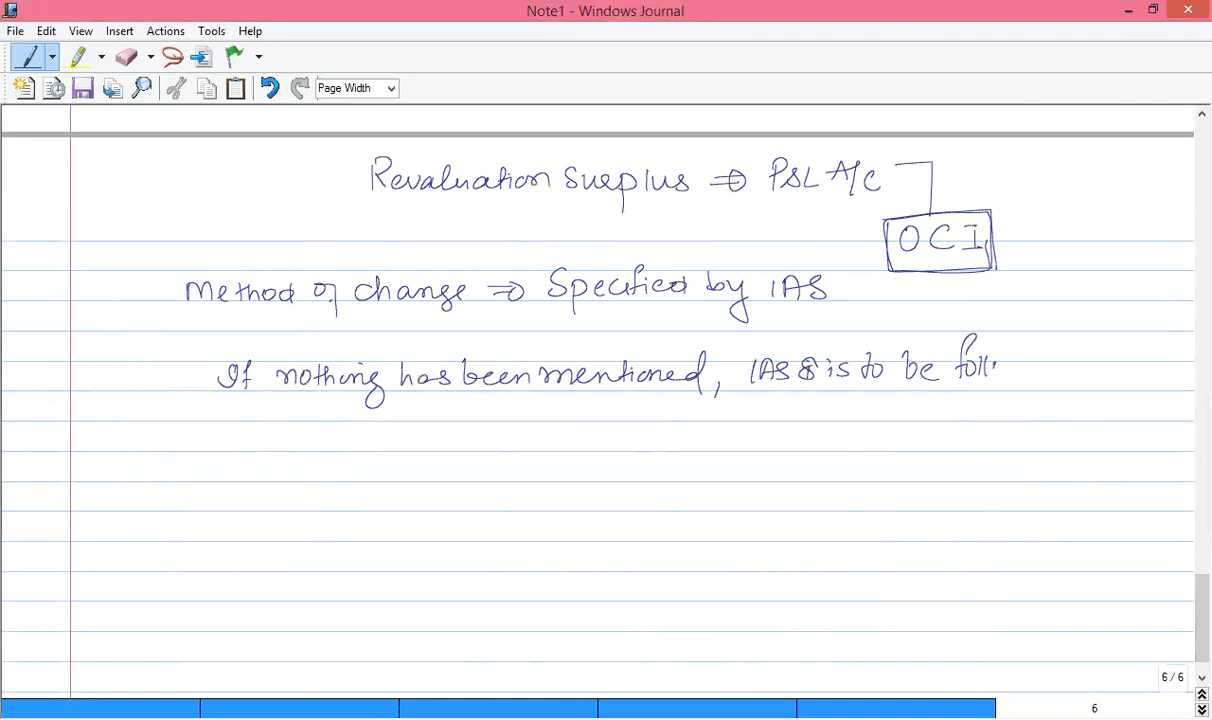 Note1 - Windows Journal
File Edit View Insert Actions Tools Help
Page Width
Revaluation Surplus ⇒ P&L A/C
OCI
Method of change ⇒ Specified by IAS
If nothing has been mentioned, IAS 8 is to be foll
6 / 6
6